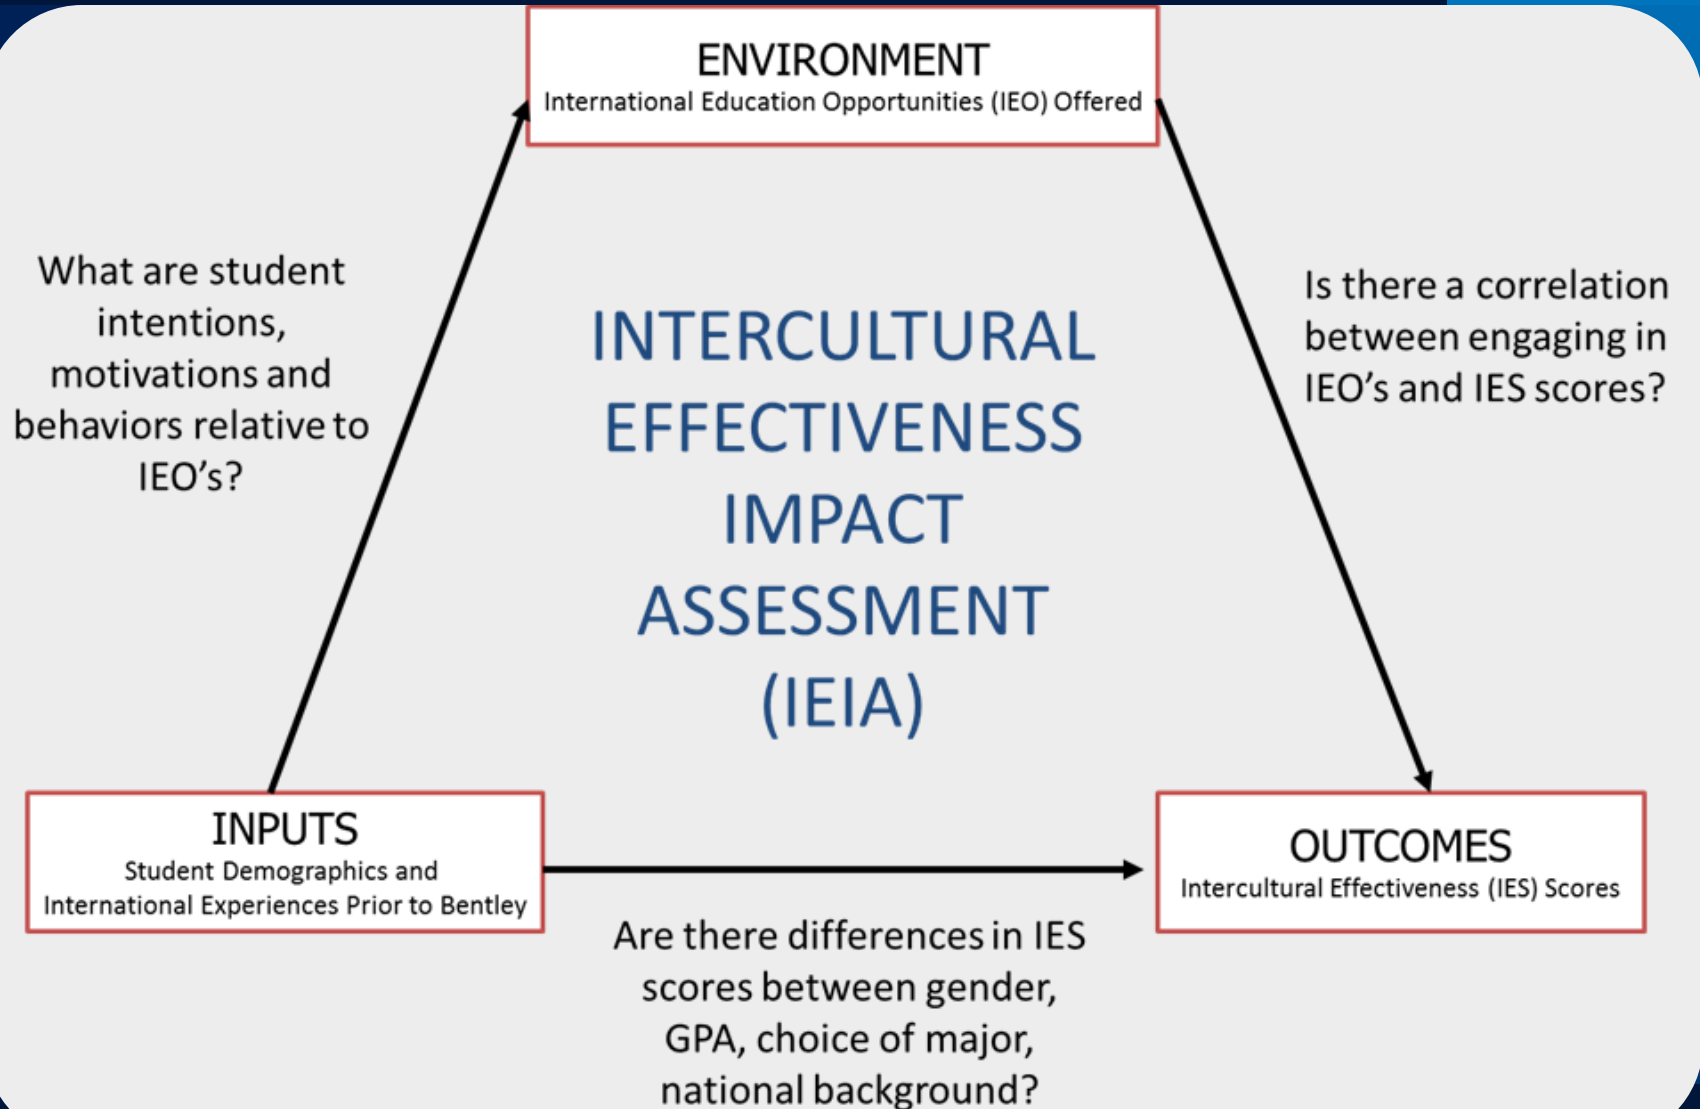 ENVIRONMENT
International Education Opportunities (IEO) Offered
What are student
intentions,
motivations and
behaviors relative to
IEO’s?
INTERCULTURAL
EFFECTIVENESS
IMPACT
ASSESSMENT
(IEIA)
Is there a correlation
between engaging in
IEO’s and IES scores?
INPUTS
Student Demographics and
International Experiences Prior to Bentley
OUTCOMES
Intercultural Effectiveness (IES) Scores
Are there differences in IES
scores between gender,
GPA, choice of major,
national background?